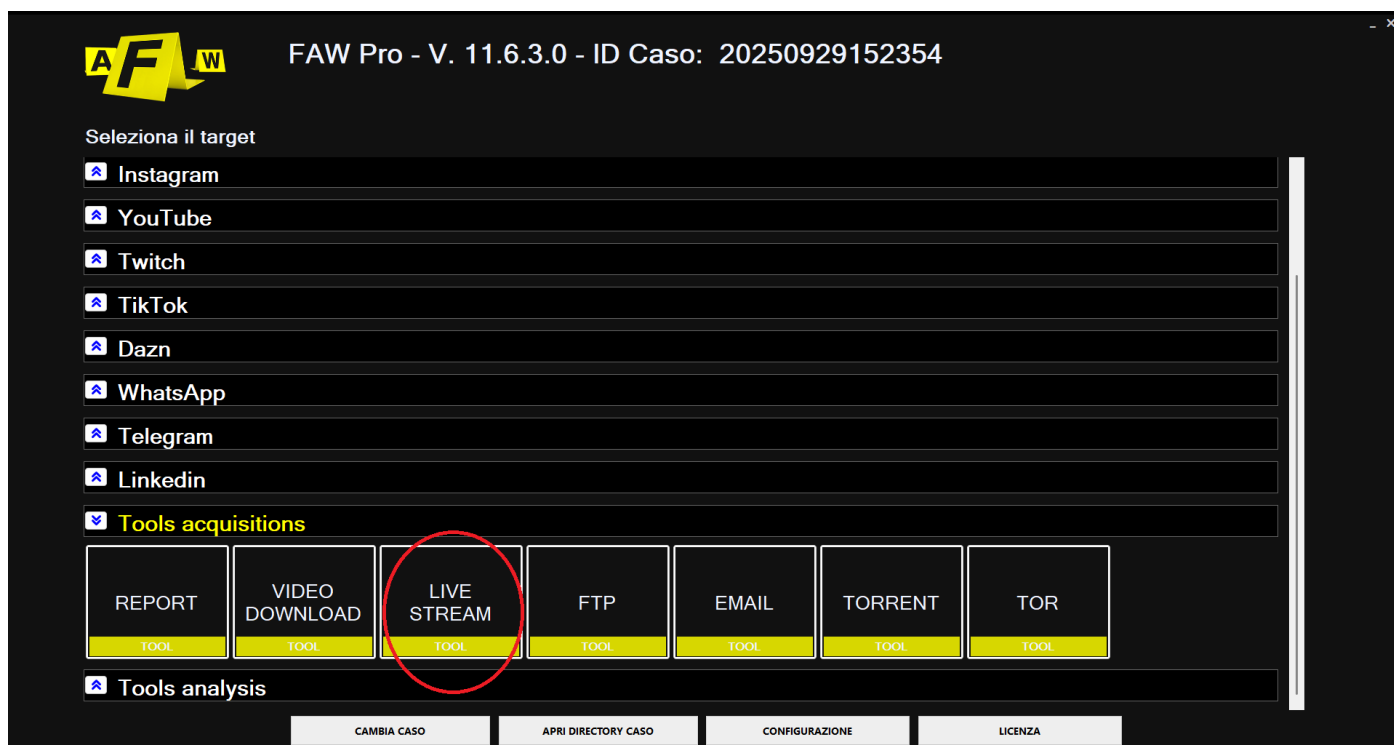 A F W
FAW Pro - V. 11.6.3.0 - ID Caso: 20250929152354
Seleziona il target
Instagram
YouTube
Twitch
TikTok
Dazn
WhatsApp
Telegram
Linkedin
Tools acquisitions
REPORT
TOOL
VIDEO
DOWNLOAD
TOOL
LIVE
STREAM
TOOL
FTP
TOOL
EMAIL
TOOL
TORRENT
TOOL
TOR
TOOL
Tools analysis
CAMBIA CASO
APRI DIRECTORY CASO
CONFIGURAZIONE
LICENZA